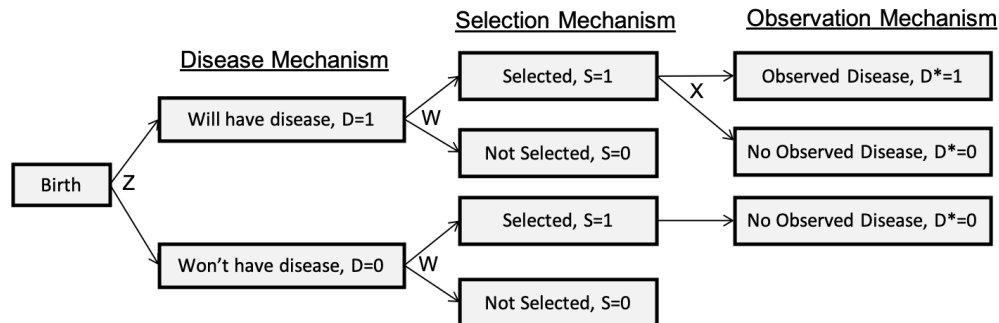 Disease Mechanism
Selection Mechanism
Observation Mechanism
Birth
Z
Will have disease, D=1
W
Selected, S=1
X
Observed Disease, D*=1
Not Selected, S=0
No Observed Disease, D*=0
Won't have disease, D=0
W
Selected, S=1
No Observed Disease, D*=0
Not Selected, S=0